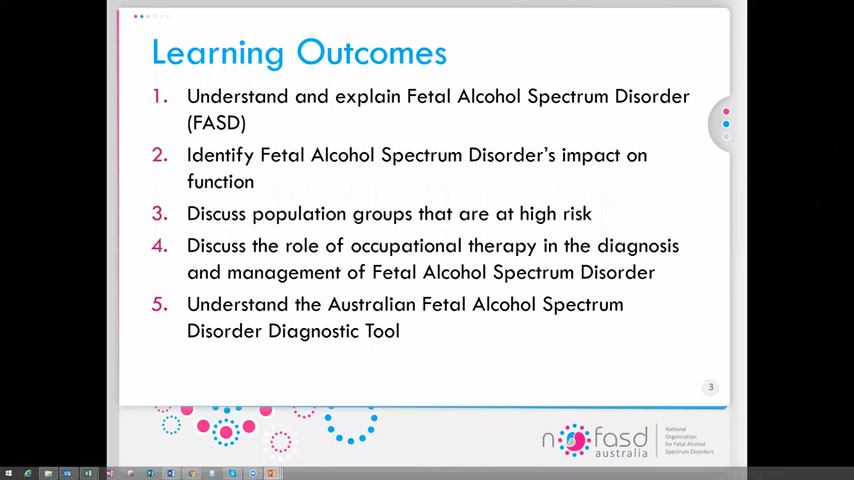 Learning Outcomes
1. Understand and explain Fetal Alcohol Spectrum Disorder
(FASD)
2. Identify Fetal Alcohol Spectrum Disorder's impact on
function
3. Discuss population groups that are at high risk
4. Discuss the role of occupational therapy in the diagnosis
and management of Fetal Alcohol Spectrum Disorder
5. Understand the Australian Fetal Alcohol Spectrum
Disorder Diagnostic Tool
3
nofasd
australia
National
Organisation
for Fetal Alcohol
Spectrum Disorders